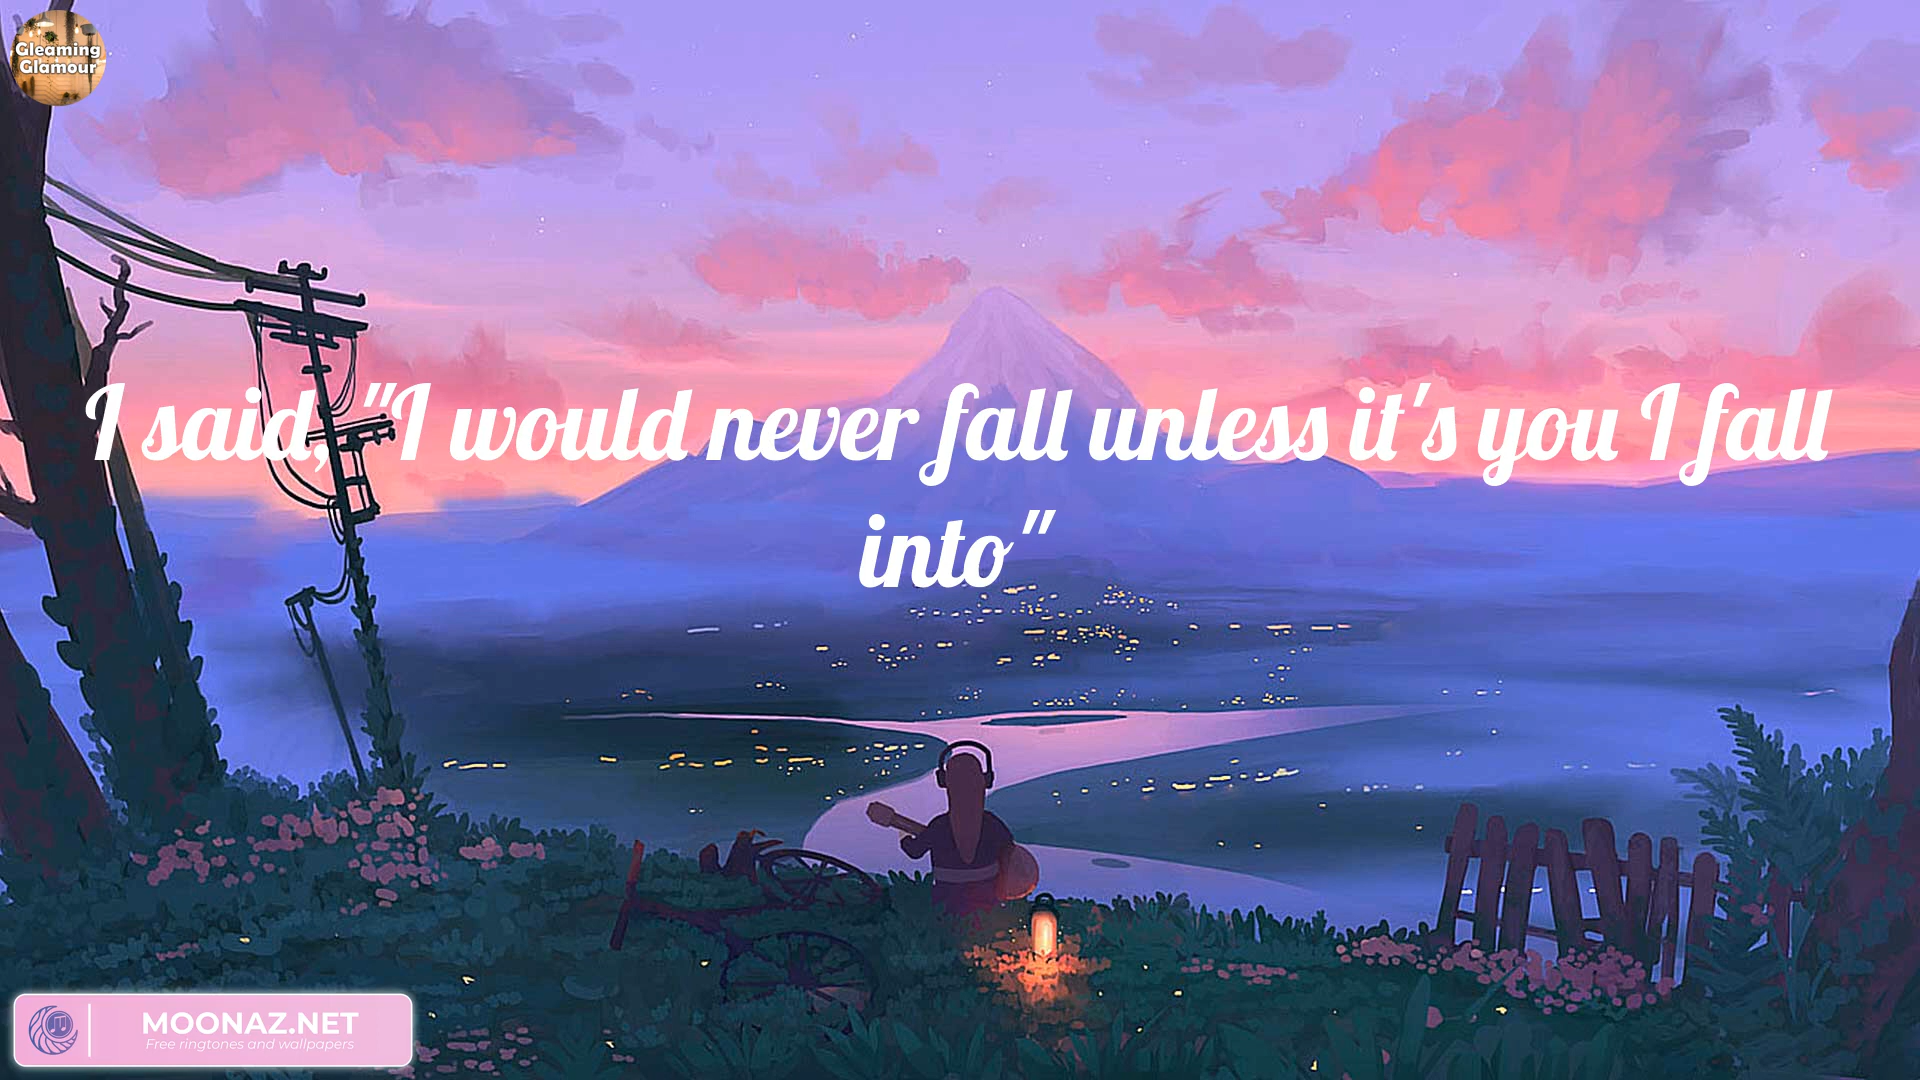 Gleaming
Glamour
I said, "I would never fall unless it's you I fall
into"
MOONAZ.NET
Free ringtones and wallpapers